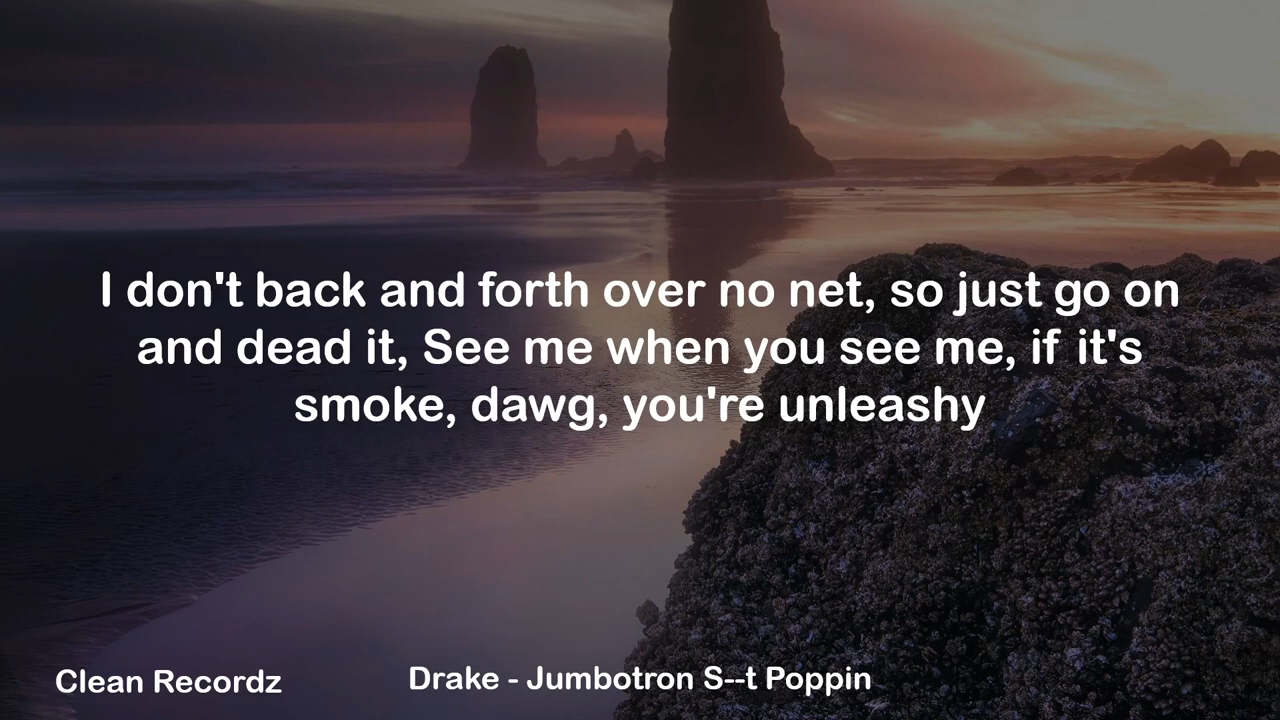 I don't back and forth over no net, so just go on
and dead it, See me when you see me, if it's
smoke, dawg, you're unleashy
Clean Recordz
Drake - Jumbotron S--t Poppin